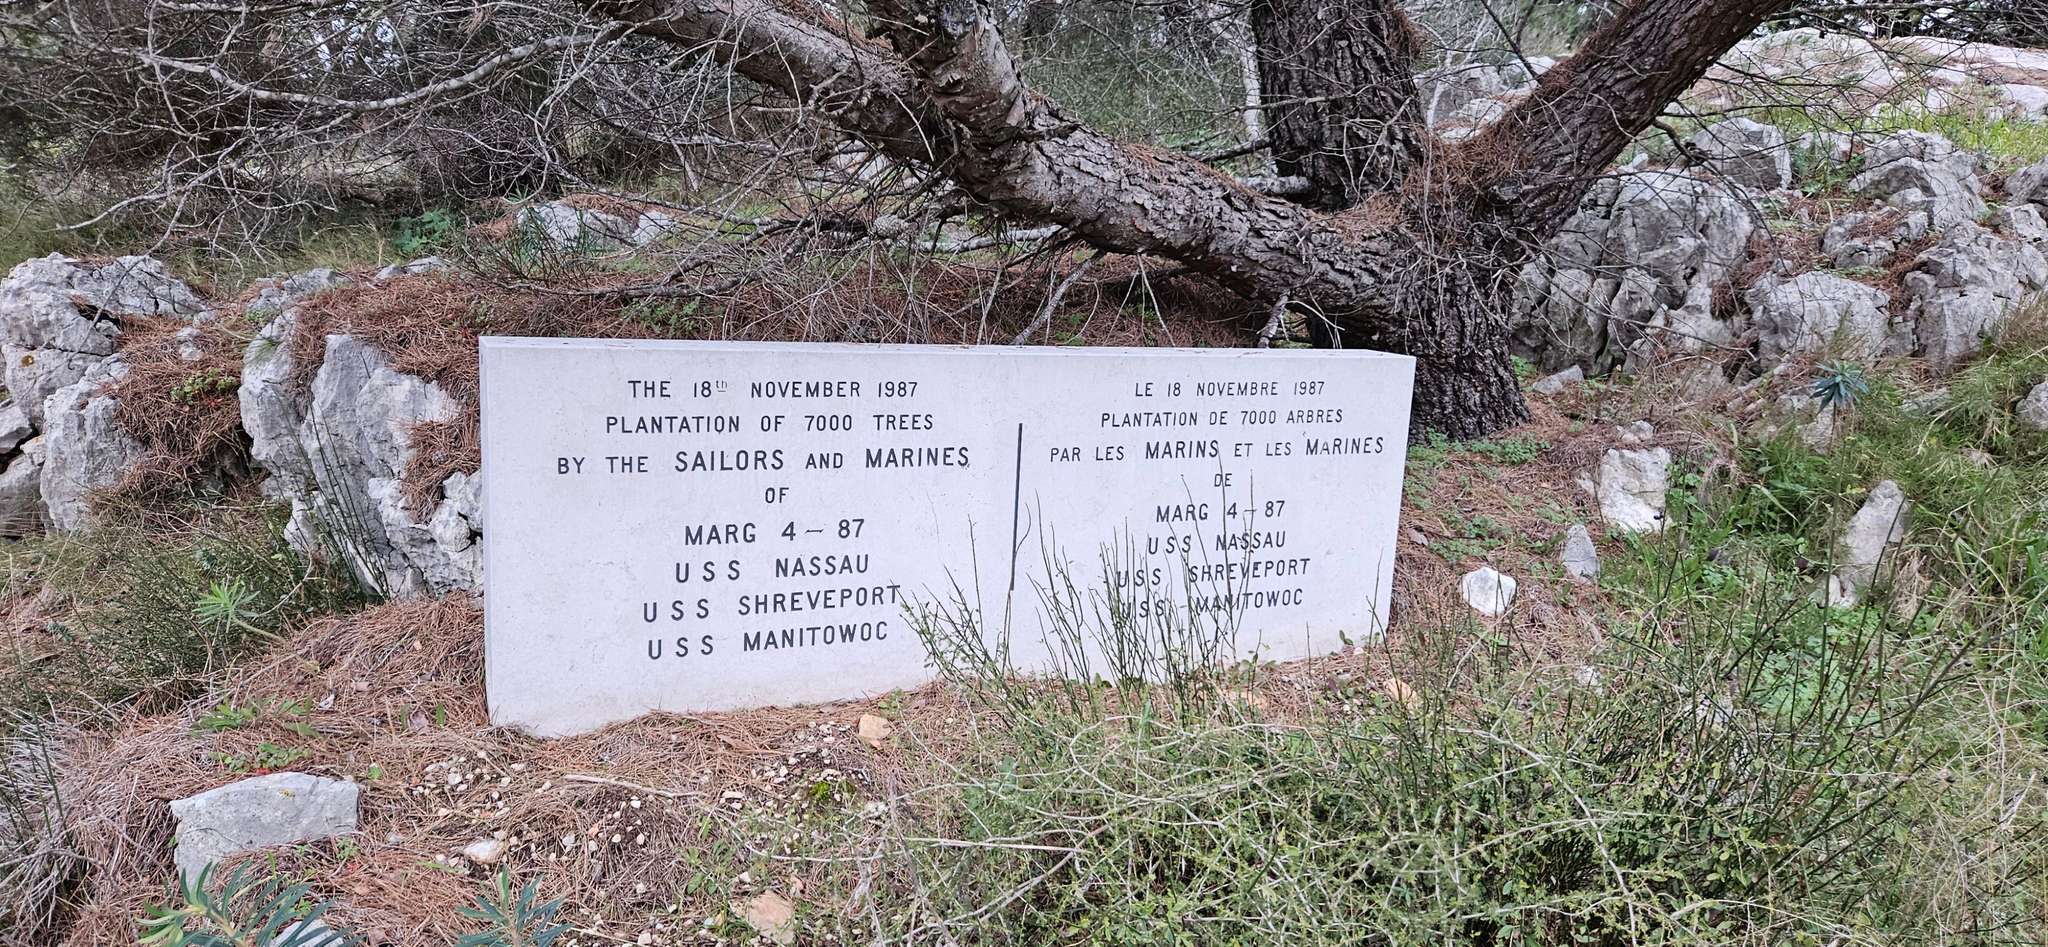 THE 18th NOVEMBER 1987
PLANTATION OF 7000 TREES
BY THE SAILORS AND MARINES
OF
MARG 4 - 87
USS NASSAU
USS SHREVEPORT
USS MANITOWOC
LE 18 NOVEMBRE 1987
PLANTATION DE 7000 ARBRES
PAR LES MARINS ET LES MARINES
DE
MARG 4 - 87
USS NASSAU
USS SHREVEPORT
USS MANITOWOC